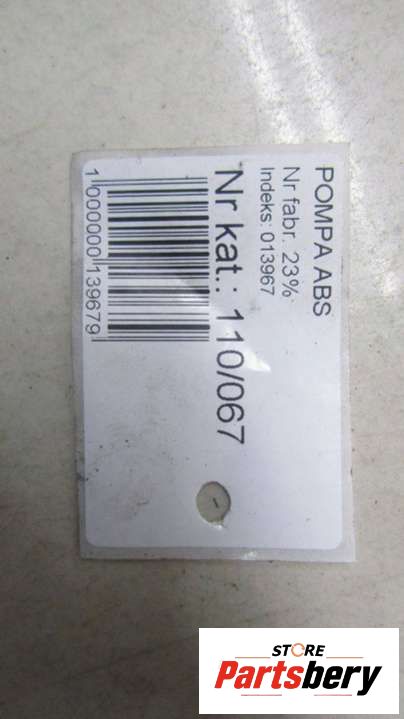 POMPA ABS
Nr fabr. 23%
Indeks: 013967
Nr kat.: 110/067
1000000139679
STORE
Partsbery